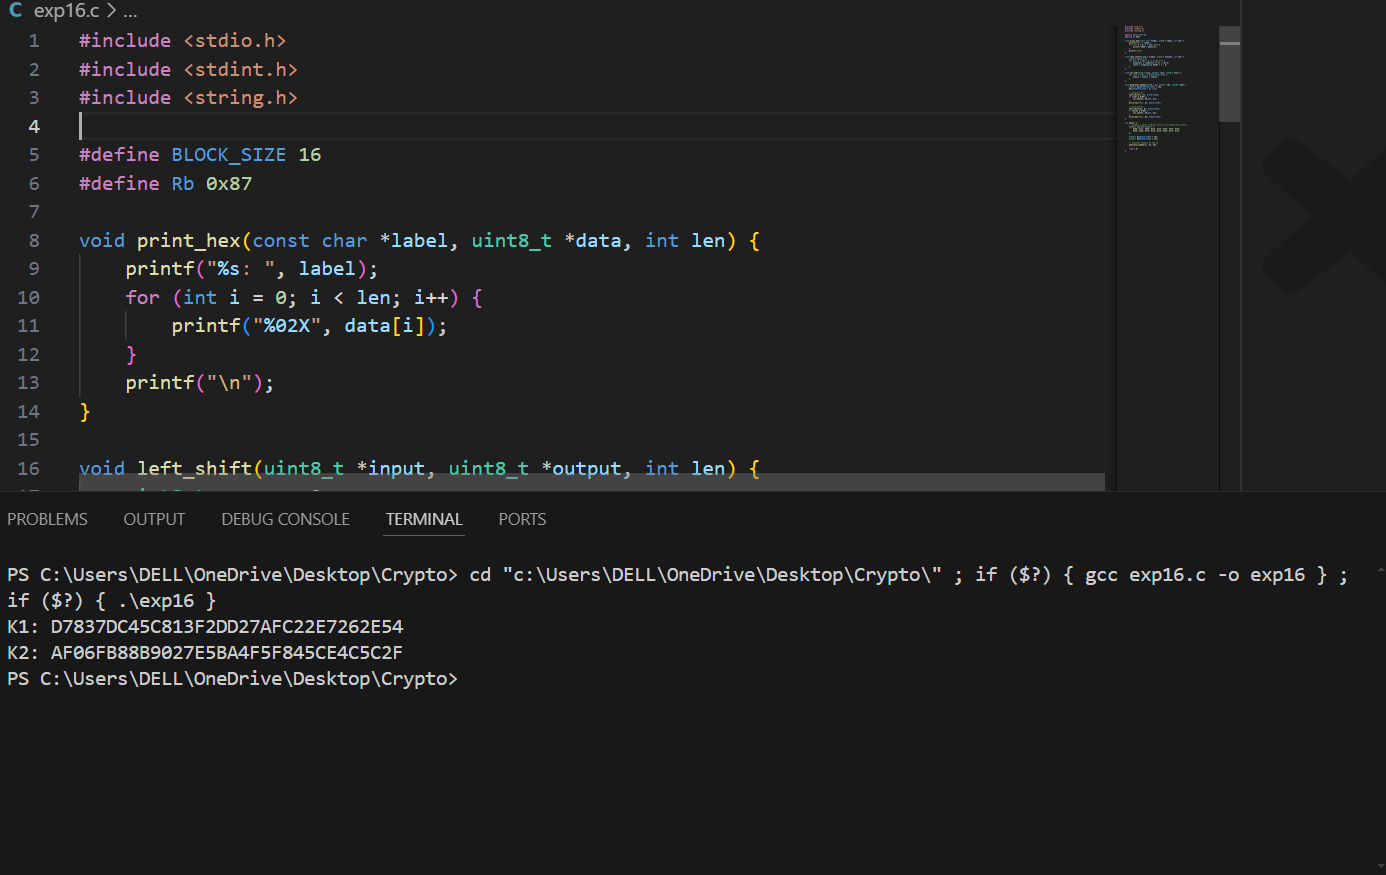 C exp16.c > ...
1 #include <stdio.h>
2 #include <stdint.h>
3 #include <string.h>
4
5 #define BLOCK_SIZE 16
6 #define Rb 0x87
7
8 void print_hex(const char *label, uint8_t *data, int len) {
9     printf("%s: ", label);
10     for (int i = 0; i < len; i++) {
11         printf("%02X", data[i]);
12     }
13     printf("\n");
14 }
15
16 void left_shift(uint8_t *input, uint8_t *output, int len) {
PROBLEMS OUTPUT DEBUG CONSOLE TERMINAL PORTS
PS C:\Users\DELL\OneDrive\Desktop\Crypto> cd "c:\Users\DELL\OneDrive\Desktop\Crypto\" ; if ($?) { gcc exp16.c -o exp16 } ;
if ($?) { .\exp16 }
K1: D7837DC45C813F2DD27AFC22E7262E54
K2: AF06FB88B9027E5BA4F5F845CE4C5C2F
PS C:\Users\DELL\OneDrive\Desktop\Crypto>